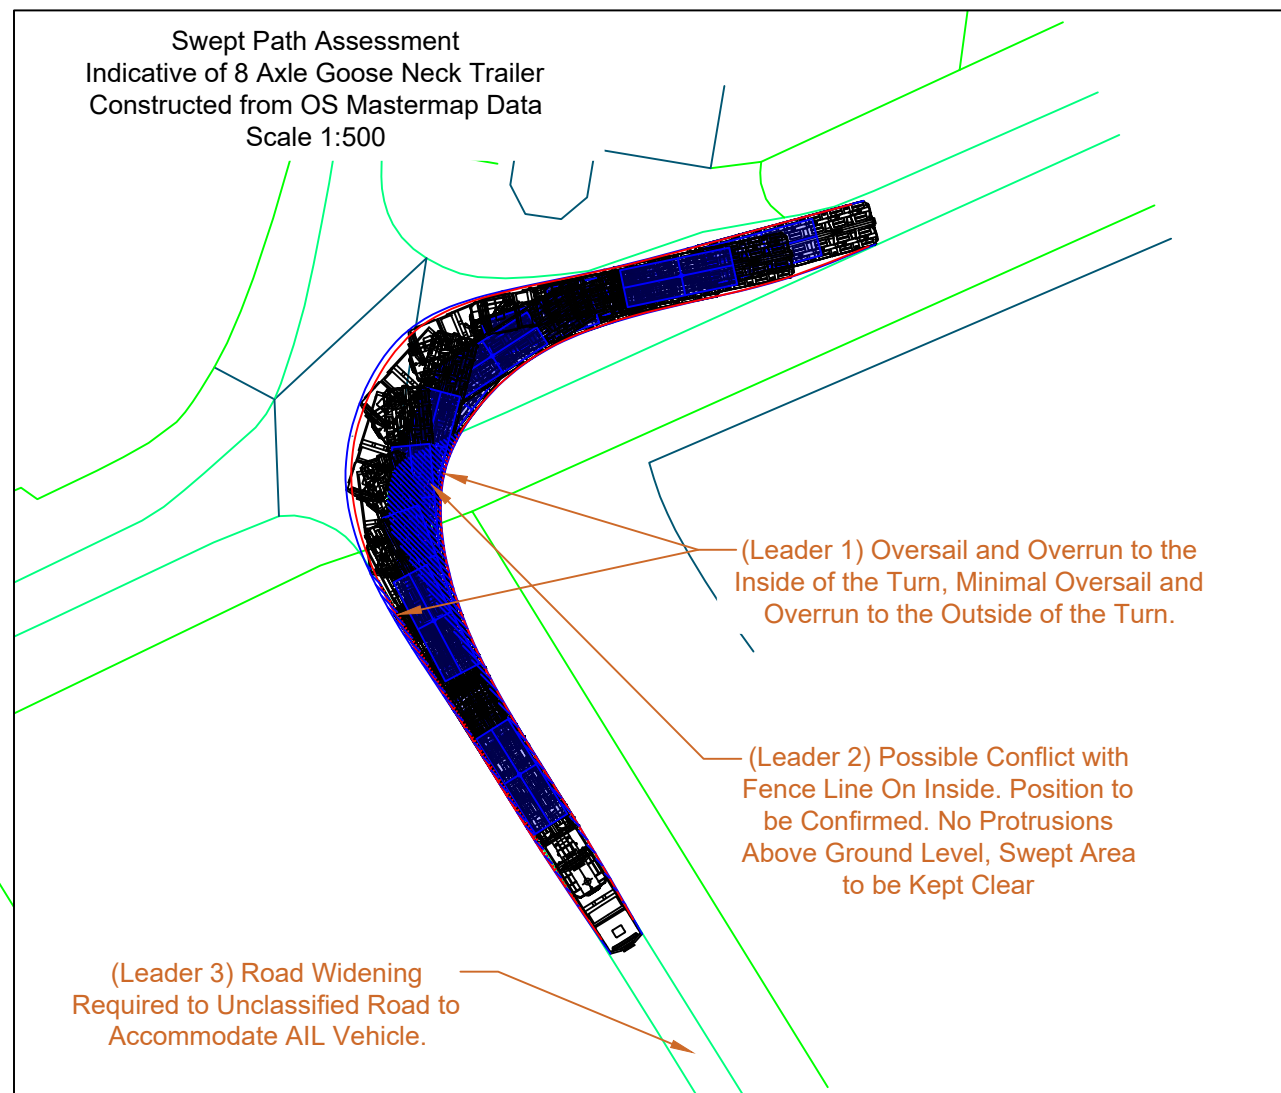 Swept Path Assessment
Indicative of 8 Axle Goose Neck Trailer
Constructed from OS Mastermap Data
Scale 1:500
(Leader 1) Oversail and Overrun to the
Inside of the Turn, Minimal Oversail and
Overrun to the Outside of the Turn.
(Leader 2) Possible Conflict with
Fence Line On Inside. Position to
be Confirmed. No Protrusions
Above Ground Level, Swept Area
to be Kept Clear
(Leader 3) Road Widening
Required to Unclassified Road to
Accommodate AIL Vehicle.